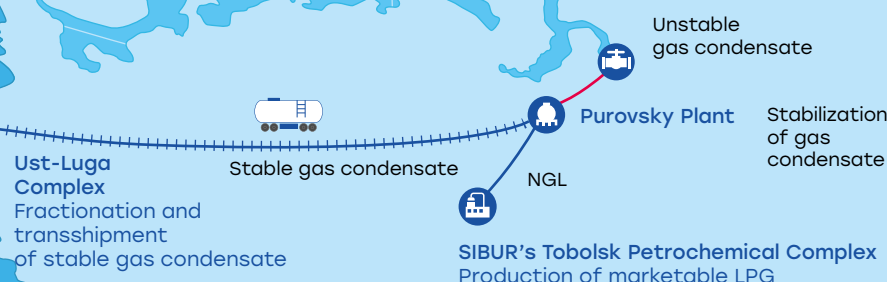 Unstable
gas condensate
Purovsky Plant
Stabilization
of gas
condensate
Stable gas condensate
Ust-Luga
Complex
Fractionation and
transshipment
of stable gas condensate
NGL
SIBUR’s Tobolsk Petrochemical Complex
Production of marketable LPG